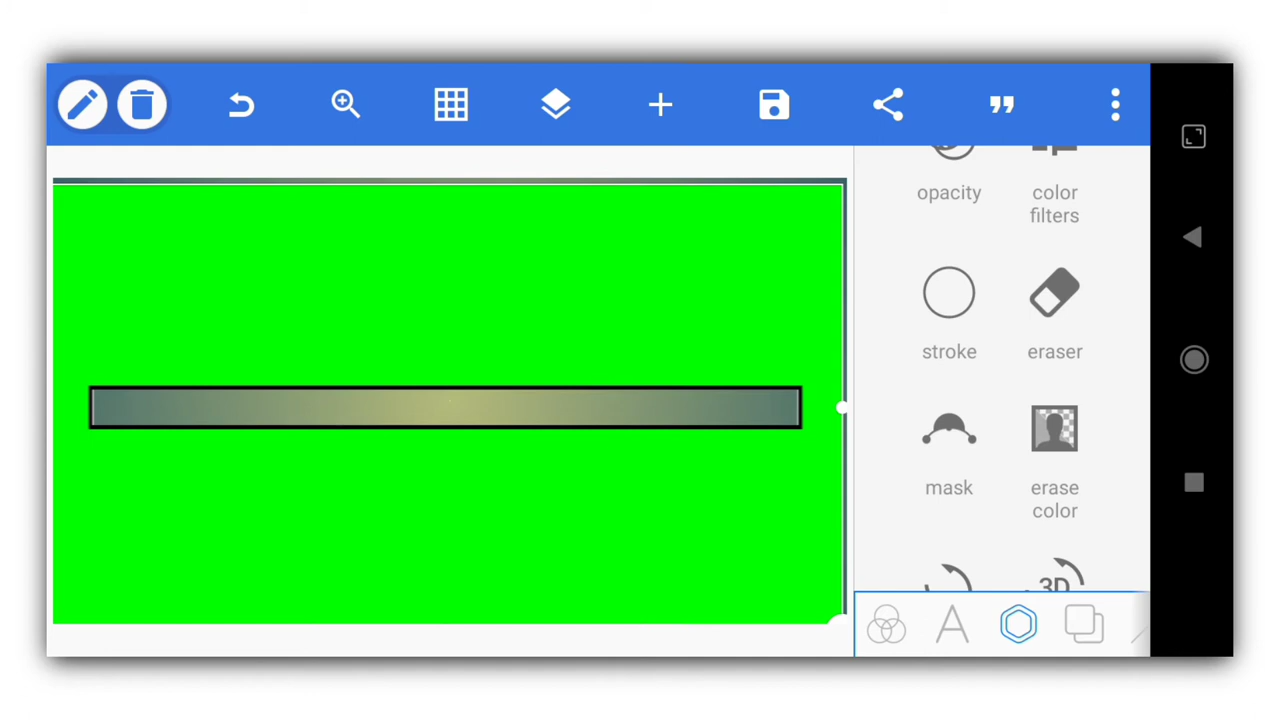 opacity
color
filters
stroke
eraser
mask
erase
color
3D